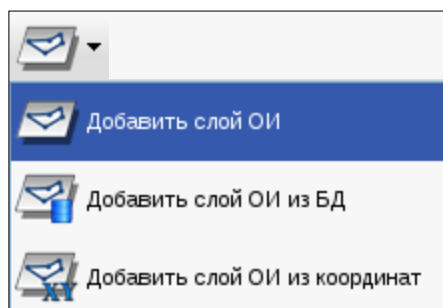 Добавить слой ОИ
Добавить слой ОИ из БД
XY
Добавить слой ОИ из координат